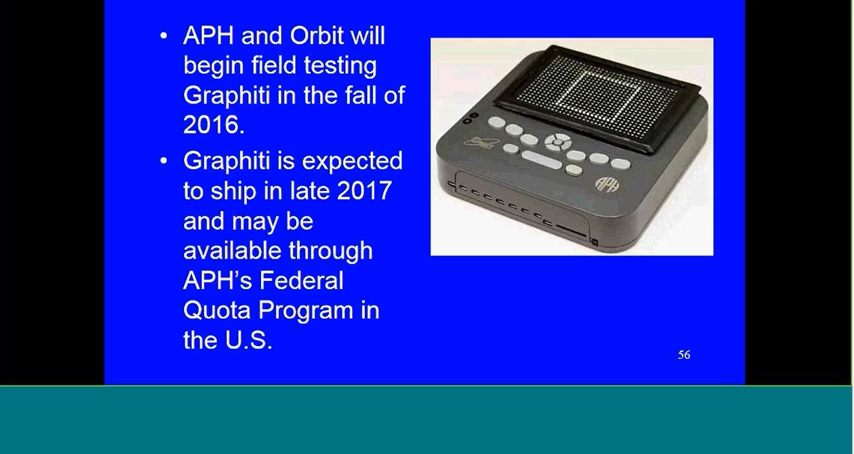 • APH and Orbit will
begin field testing
Graphiti in the fall of
2016.
• Graphiti is expected
to ship in late 2017
and may be
available through
APH’s Federal
Quota Program in
the U.S.
APH
56